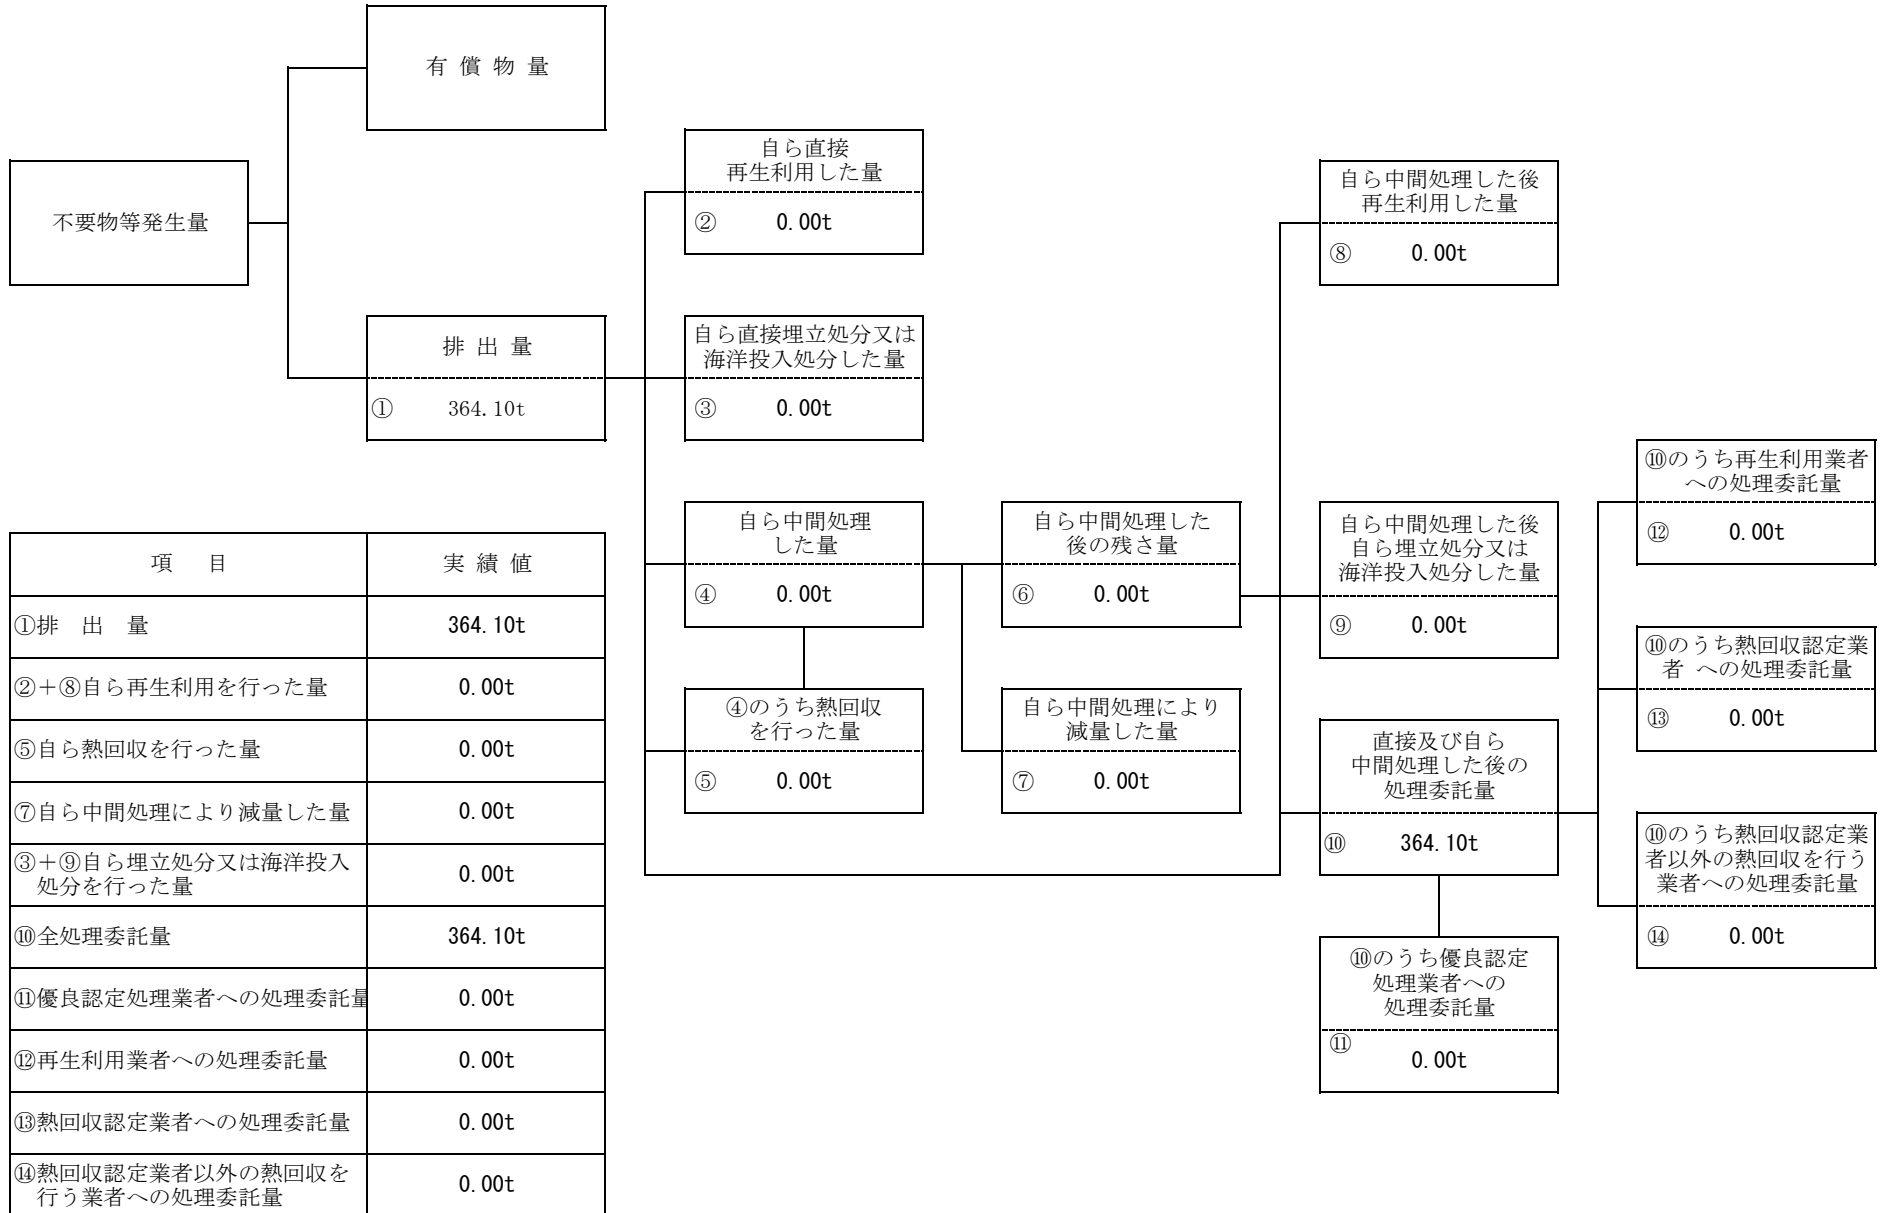 有 償 物 量
不要物等発生量
排 出 量
① 364.10t
自ら直接
再生利用した量
② 0.00t
自ら直接埋立処分又は
海洋投入処分した量
③ 0.00t
自ら中間処理
した量
④ 0.00t
④のうち熱回収
を行った量
⑤ 0.00t
自ら中間処理した
後の残さ量
⑥ 0.00t
自ら中間処理により
減量した量
⑦ 0.00t
自ら中間処理した後
再生利用した量
⑧ 0.00t
自ら中間処理した後
自ら埋立処分又は
海洋投入処分した量
⑨ 0.00t
直接及び自ら
中間処理した後の
処理委託量
⑩ 364.10t
⑩のうち優良認定
処理業者への
処理委託量
⑪ 0.00t
⑩のうち再生利用業者
への処理委託量
⑫ 0.00t
⑩のうち熱回収認定業
者 への処理委託量
⑬ 0.00t
⑩のうち熱回収認定業
者以外の熱回収を行う
業者への処理委託量
⑭ 0.00t
項 目 実 績 値
①排 出 量 364.10t
②＋⑧自ら再生利用を行った量 0.00t
⑤自ら熱回収を行った量 0.00t
⑦自ら中間処理により減量した量 0.00t
③＋⑨自ら埋立処分又は海洋投入
処分を行った量 0.00t
⑩全処理委託量 364.10t
⑪優良認定処理業者への処理委託量 0.00t
⑫再生利用業者への処理委託量 0.00t
⑬熱回収認定業者への処理委託量 0.00t
⑭熱回収認定業者以外の熱回収を
行う業者への処理委託量 0.00t